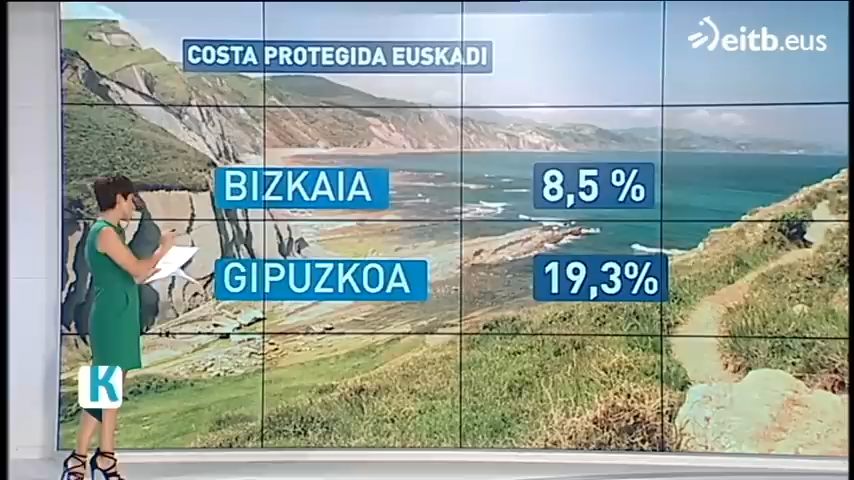 eitb.eus
COSTA PROTEGIDA EUSKADI
BIZKAIA 8,5 %
GIPUZKOA 19,3%
K